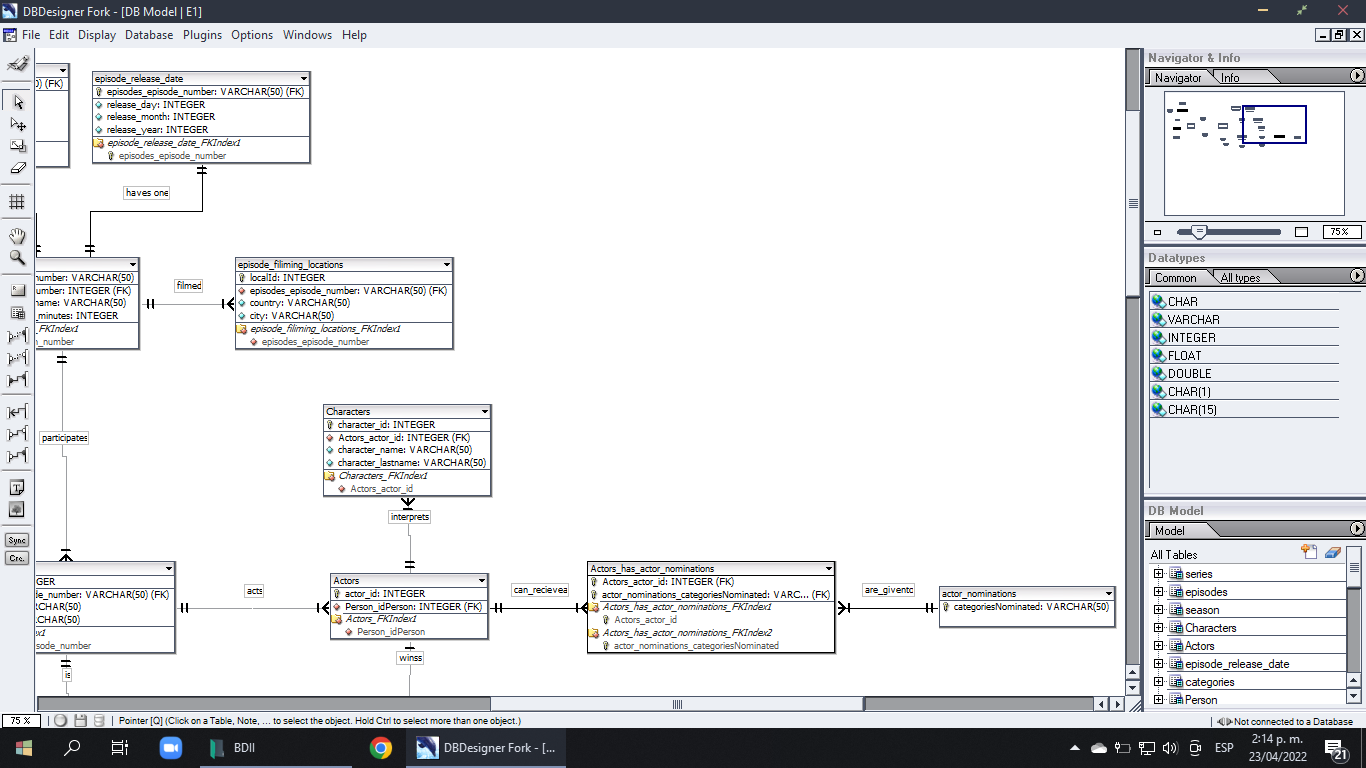 DBDesigner Fork - [DB Model | E1]
File Edit Display Database Plugins Options Windows Help
) (FK)
episode_release_date
episodes_episode_number: VARCHAR(50) (FK)
release_day: INTEGER
release_month: INTEGER
release_year: INTEGER
episode_release_date_FKIndex1
episodes_episode_number
haves one
number: VARCHAR(50)
umber: INTEGER (FK)
name: VARCHAR(50)
_minutes: INTEGER
_FKIndex1
n_number
filmed
episode_filiming_locations
localId: INTEGER
episodes_episode_number: VARCHAR(50) (FK)
country: VARCHAR(50)
city: VARCHAR(50)
episode_filiming_locations_FKIndex1
episodes_episode_number
participates
Characters
character_id: INTEGER
Actors_actor_id: INTEGER (FK)
character_name: VARCHAR(50)
character_lastname: VARCHAR(50)
Characters_FKIndex1
Actors_actor_id
interprets
GER
de_number: VARCHAR(50) (FK)
RCHAR(50)
CHAR(50)
ex1
sode_number
is
acts
Actors
actor_id: INTEGER
Person_idPerson: INTEGER (FK)
Actors_FKIndex1
Person_idPerson
winss
can_recievea
Actors_has_actor_nominations
Actors_actor_id: INTEGER (FK)
actor_nominations_categoriesNominated: VARC... (FK)
Actors_has_actor_nominations_FKIndex1
Actors_actor_id
Actors_has_actor_nominations_FKIndex2
actor_nominations_categoriesNominated
are_giventc
actor_nominations
categoriesNominated: VARCHAR(50)
Navigator & Info
Navigator Info
75%
Datatypes
Common All types
CHAR
VARCHAR
INTEGER
FLOAT
DOUBLE
CHAR(1)
CHAR(15)
DB Model
Model
All Tables
series
episodes
season
Characters
Actors
episode_release_date
categories
Person
Sync
Cnc.
75 % Pointer [Q] (Click on a Table, Note, ... to select the object. Hold Ctrl to select more than one object.) Not connected to a Database
BDII
DBDesigner Fork - [...
ESP
2:14 p. m.
23/04/2022
21